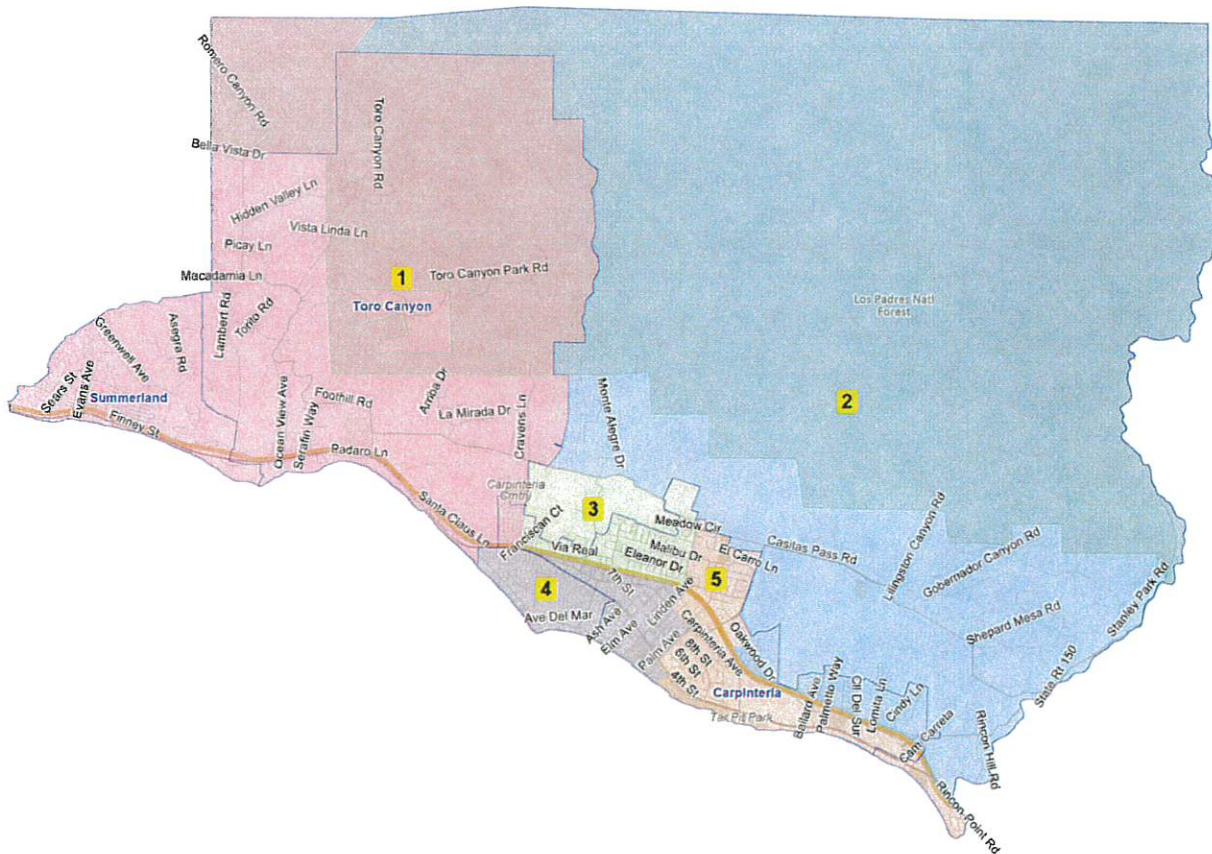 Romero Canyon Rd
Toro Canyon Rd
Bella Vista Dr
Hidden Valley Ln
Vista Linda Ln
Picay Ln
Macadamia Ln
1
Toro Canyon Park Rd
Toro Canyon
Los Padres Natl
Forest
Lambert Rd
Torito Rd
Asegra Rd
Greenwell Ave
Sears St
Evans Ave
Summerland
Finney St
Ocean View Ave
Serafin Way
Foothill Rd
Arriba Dr
La Mirada Dr
Cravens Ln
Monte Alegre Dr
2
Padaro Ln
Santa Claus Ln
Carpinteria
Cmtry
Franciscan Ct
3
Via Real
Meadow Cir
Malibu Dr
Eleanor Dr
El Carro Ln
Casitas Pass Rd
Lillingston Canyon Rd
Gobernador Canyon Rd
Shepard Mesa Rd
Stanley Park Rd
State Rt 150
4
Ave Del Mar
7th St
Ash Ave
Elm Ave
Linden Ave
Palm Ave
5
8th St
6th St
4th St
Carpinteria Ave
Oakwood Dr
Carpinteria
Tar Pit Park
Ballard Ave
Palmetto Way
Cll Del Sur
Lomita Ln
Cindy Ln
Cam Carreta
Rincon Hill Rd
Rincon Point Rd